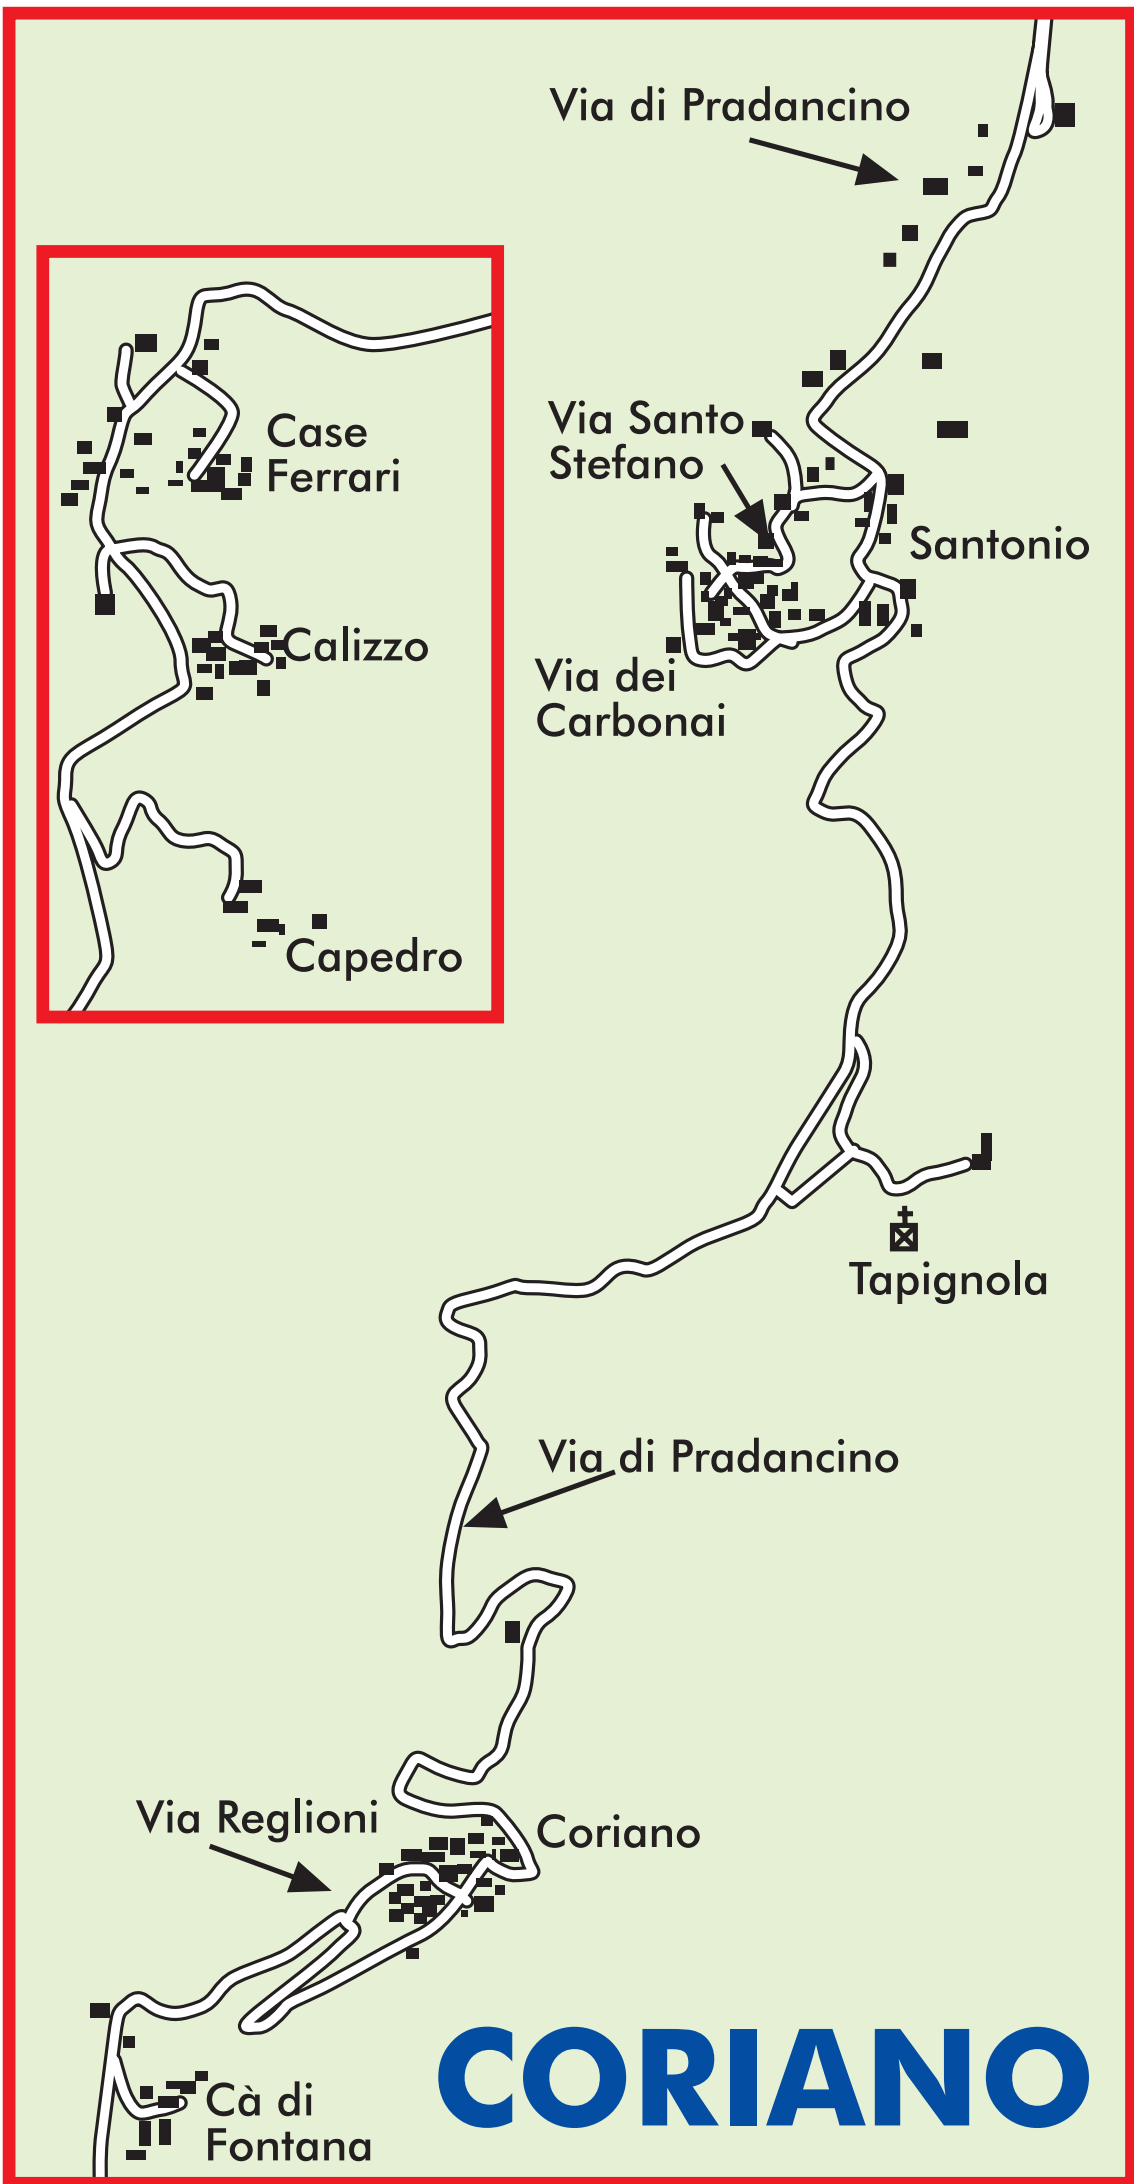 Via di Pradancino
Via Santo
Stefano
Case
Ferrari
Santonio
Calizzo
Via dei
Carbonai
Capedro
Tapignola
Via di Pradancino
Via Reglioni
Coriano
CORIANO
Cà di
Fontana